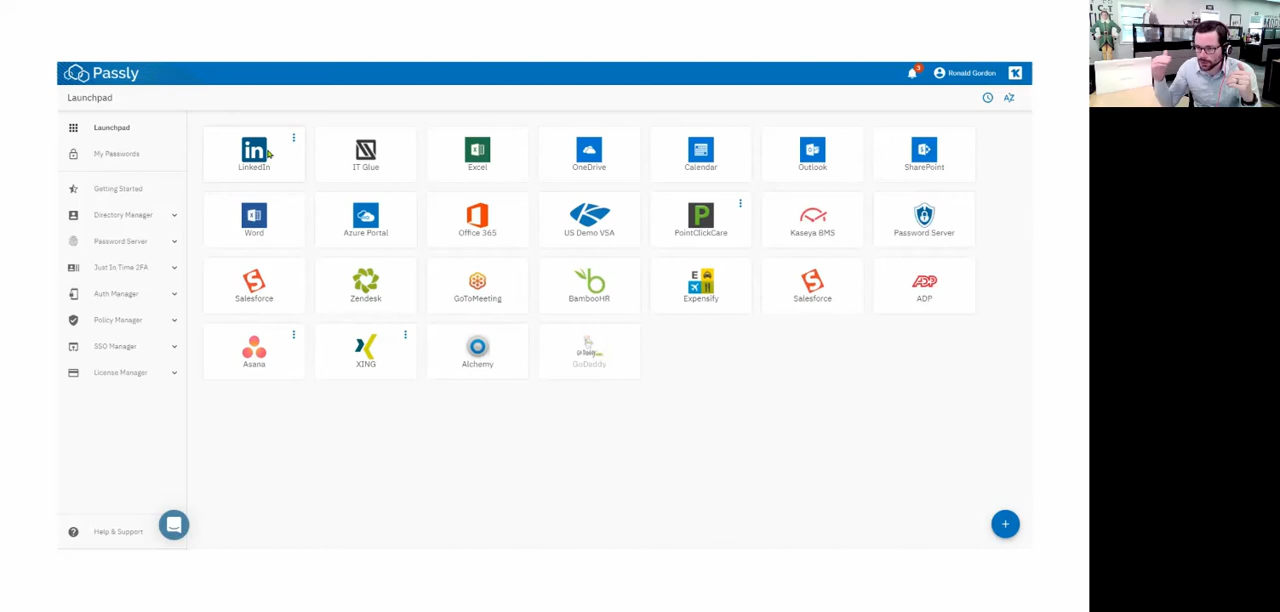 Passly
3
Ronald Gordon
Launchpad
Launchpad
My Passwords
Getting Started
Directory Manager
Password Server
Just In Time 2FA
Auth Manager
Policy Manager
SSO Manager
License Manager
Help & Support
LinkedIn
IT Glue
Excel
OneDrive
Calendar
Outlook
SharePoint
Word
Azure Portal
Office 365
US Demo VSA
PointClickCare
Kaseya BMS
Password Server
Salesforce
Zendesk
GoToMeeting
BambooHR
Expensify
Salesforce
ADP
Asana
XING
Alchemy
GoDaddy